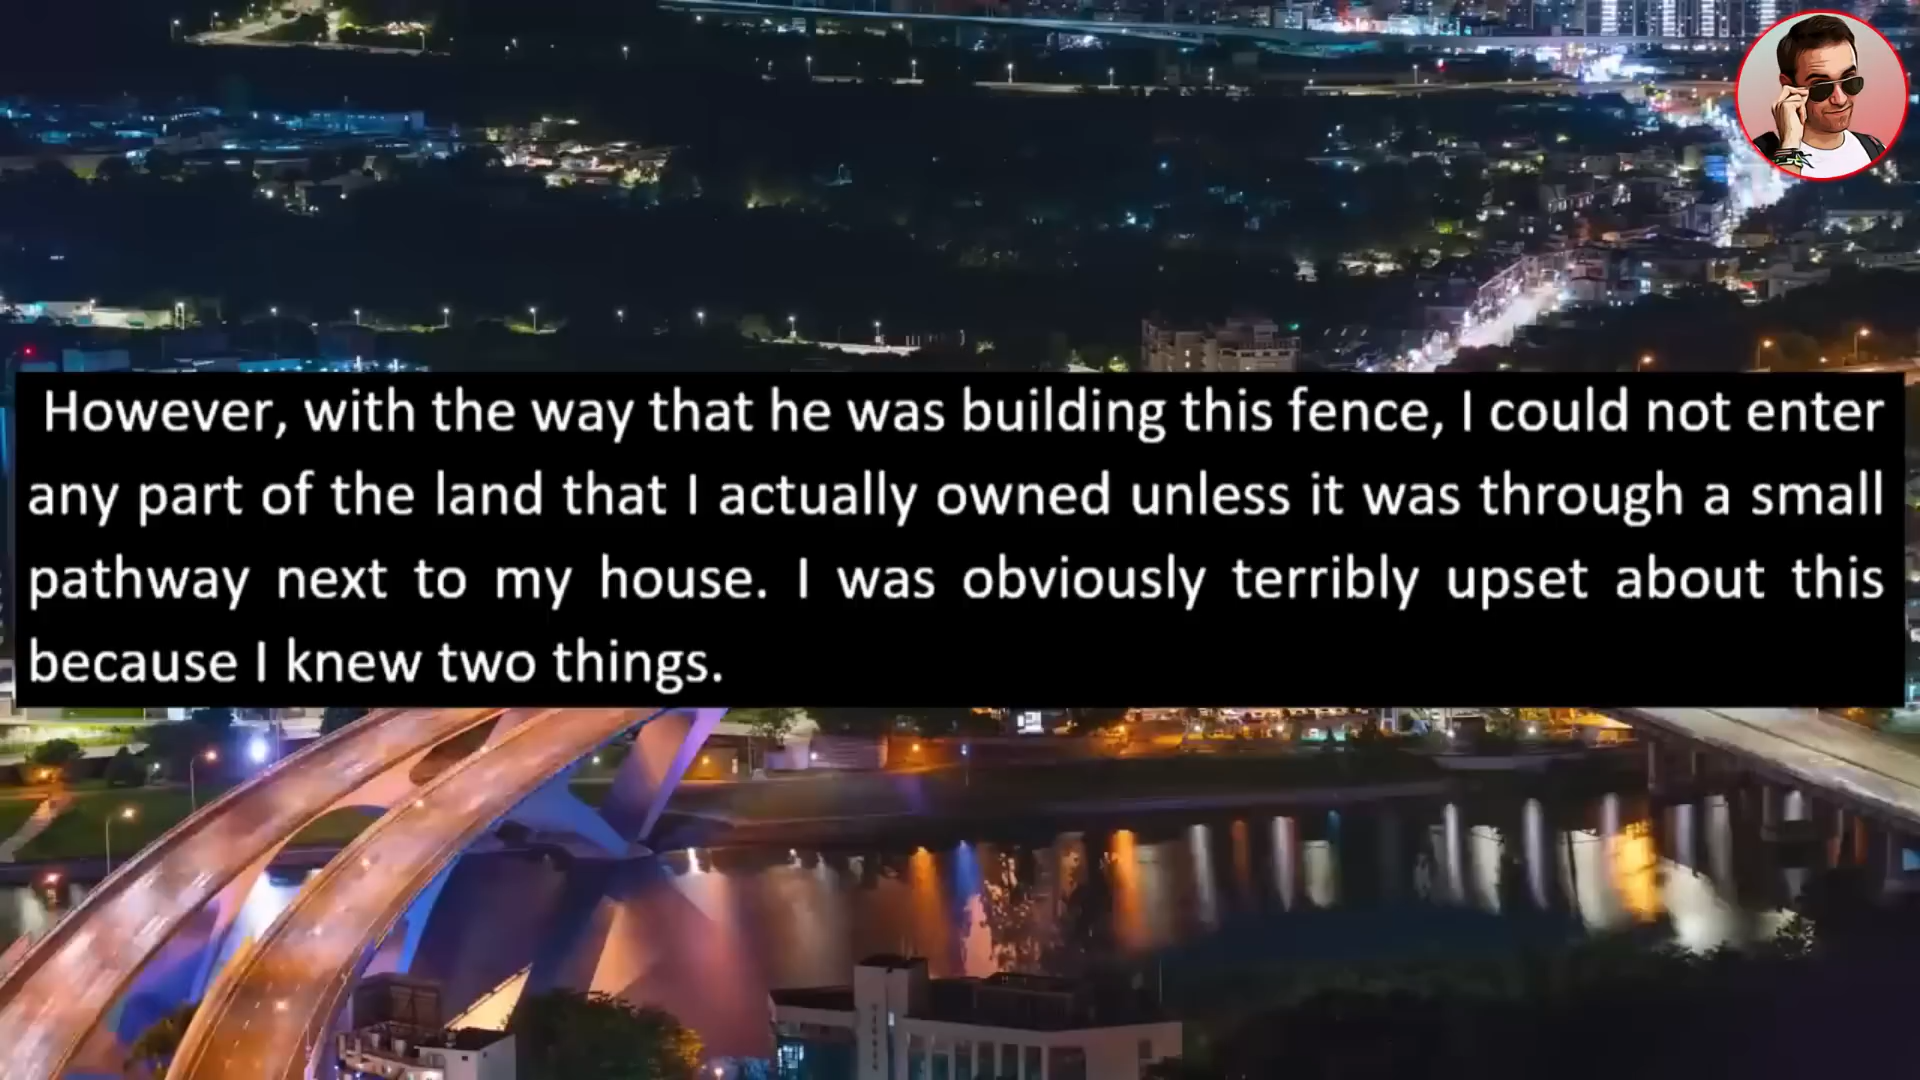 However, with the way that he was building this fence, I could not enter
any part of the land that I actually owned unless it was through a small
pathway next to my house. I was obviously terribly upset about this
because I knew two things.